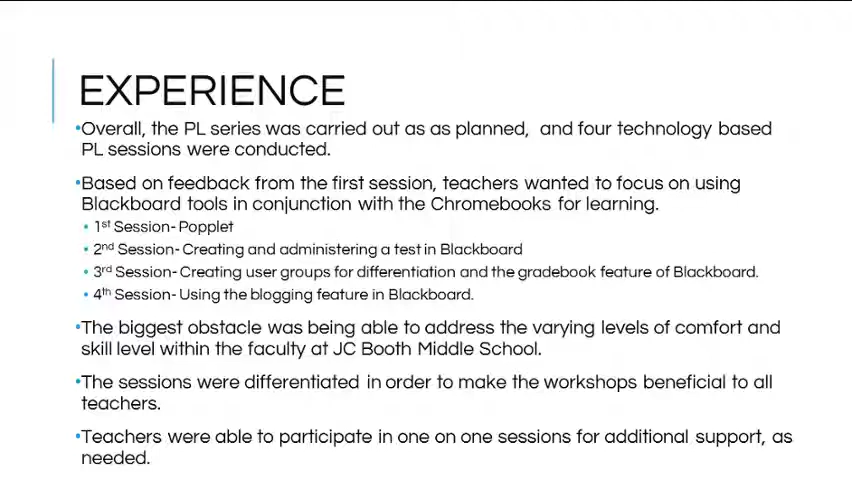 EXPERIENCE
•Overall, the PL series was carried out as as planned, and four technology based
PL sessions were conducted.
•Based on feedback from the first session, teachers wanted to focus on using
Blackboard tools in conjunction with the Chromebooks for learning.
• 1st Session- Popplet
• 2nd Session- Creating and administering a test in Blackboard
• 3rd Session- Creating user groups for differentiation and the gradebook feature of Blackboard.
• 4th Session- Using the blogging feature in Blackboard.
•The biggest obstacle was being able to address the varying levels of comfort and
skill level within the faculty at JC Booth Middle School.
•The sessions were differentiated in order to make the workshops beneficial to all
teachers.
•Teachers were able to participate in one on one sessions for additional support, as
needed.